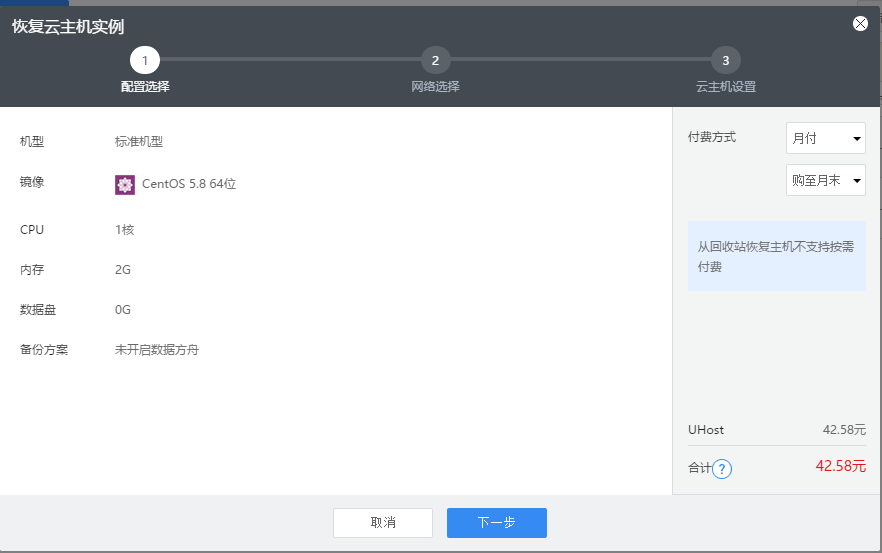 恢复云主机实例
1
2
3
配置选择
网络选择
云主机设置
机型 标准机型
镜像 CentOS 5.8 64位
CPU 1核
内存 2G
数据盘 0G
备份方案 未开启数据方舟
付费方式 月付
购至月末
从回收站恢复主机不支持按需
付费
UHost 42.58元
合计? 42.58元
取消
下一步